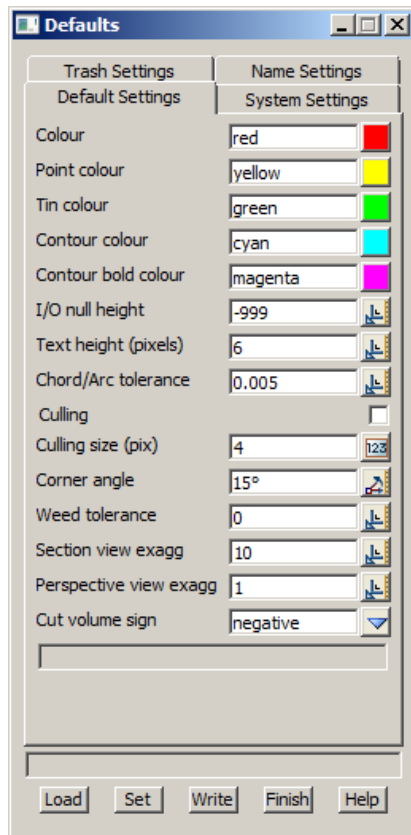 Defaults
Trash Settings Name Settings
Default Settings System Settings
Colour red
Point colour yellow
Tin colour green
Contour colour cyan
Contour bold colour magenta
I/O null height -999
Text height (pixels) 6
Chord/Arc tolerance 0.005
Culling
Culling size (pix) 4 123
Corner angle 15°
Weed tolerance 0
Section view exagg 10
Perspective view exagg 1
Cut volume sign negative
Load Set Write Finish Help